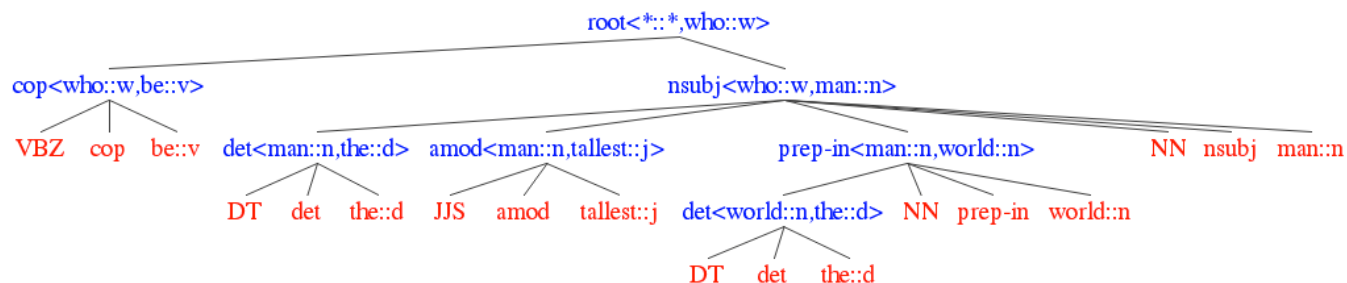 root<*::*,who::w>
cop<who::w,be::v> nsubj<who::w,man::n>
VBZ cop be::v det<man::n,the::d> amod<man::n,tallest::j> prep-in<man::n,world::n> NN nsubj man::n
DT det the::d JJS amod tallest::j det<world::n,the::d> NN prep-in world::n
DT det the::d